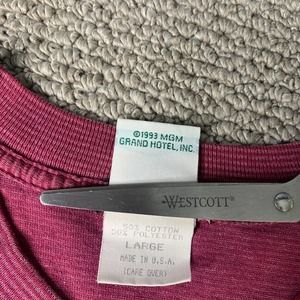 ©1993 MGM
GRAND HOTEL, INC.
WESTCOTT®
50% COTTON
50% POLYESTER
LARGE
MADE IN U.S.A.
(CARE OVER)